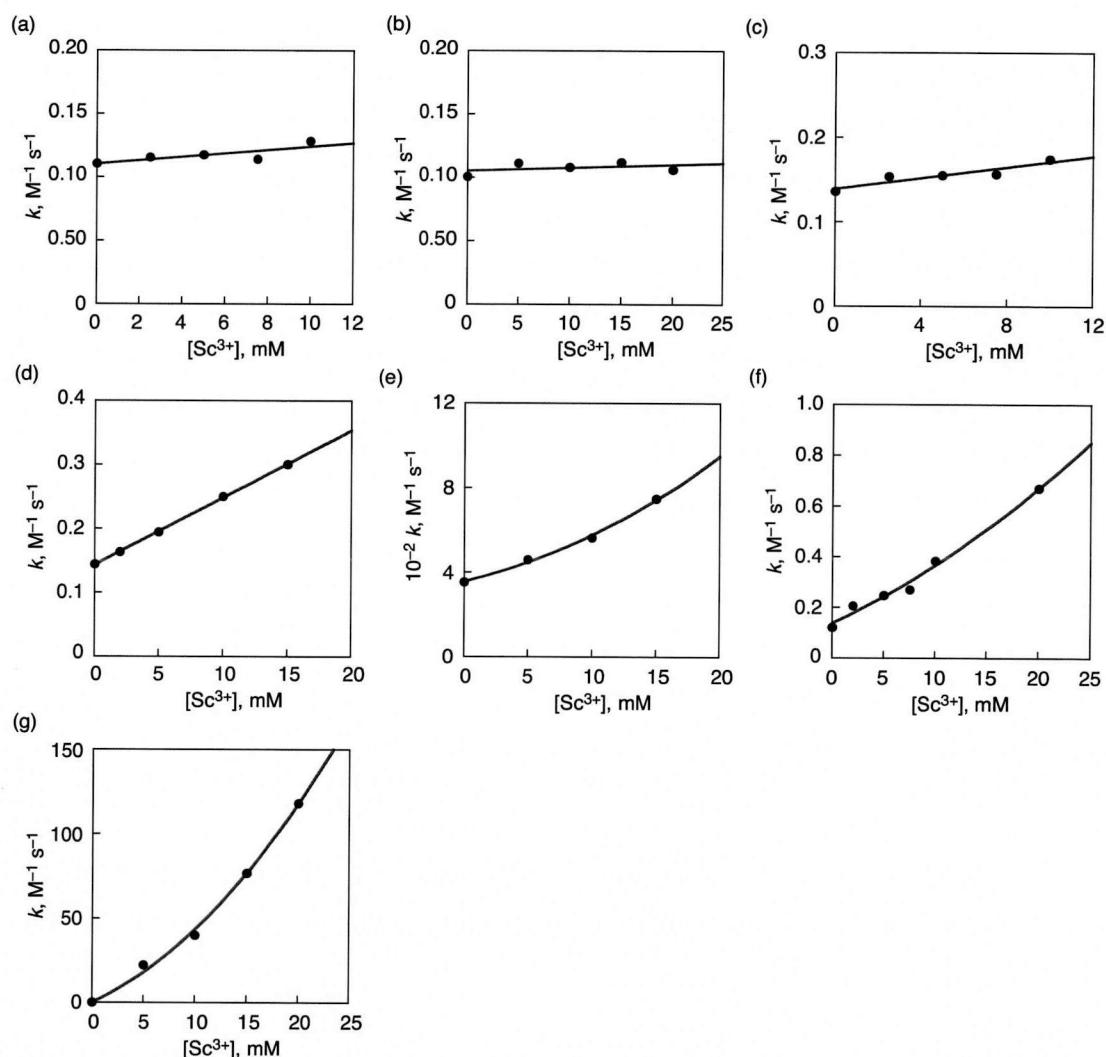 (a)
0.20
0.15
0.10
0.50
0
k, M⁻¹ s⁻¹
0 2 4 6 8 10 12
[Sc³⁺], mM
(b)
0.20
0.15
0.10
0.50
0
k, M⁻¹ s⁻¹
0 5 10 15 20 25
[Sc³⁺], mM
(c)
0.3
0.2
0.1
0
k, M⁻¹ s⁻¹
0 4 8 12
[Sc³⁺], mM
(d)
0.4
0.3
0.2
0.1
0
k, M⁻¹ s⁻¹
0 5 10 15 20
[Sc³⁺], mM
(e)
12
8
4
0
10⁻² k, M⁻¹ s⁻¹
0 5 10 15 20
[Sc³⁺], mM
(f)
1.0
0.8
0.6
0.4
0.2
0
k, M⁻¹ s⁻¹
0 5 10 15 20 25
[Sc³⁺], mM
(g)
150
100
50
0
k, M⁻¹ s⁻¹
0 5 10 15 20 25
[Sc³⁺], mM